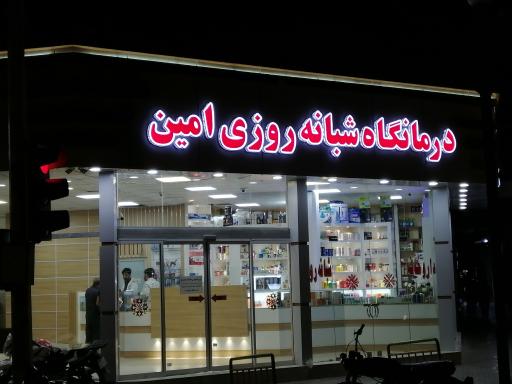 درمانگاه شبانه روزی امین